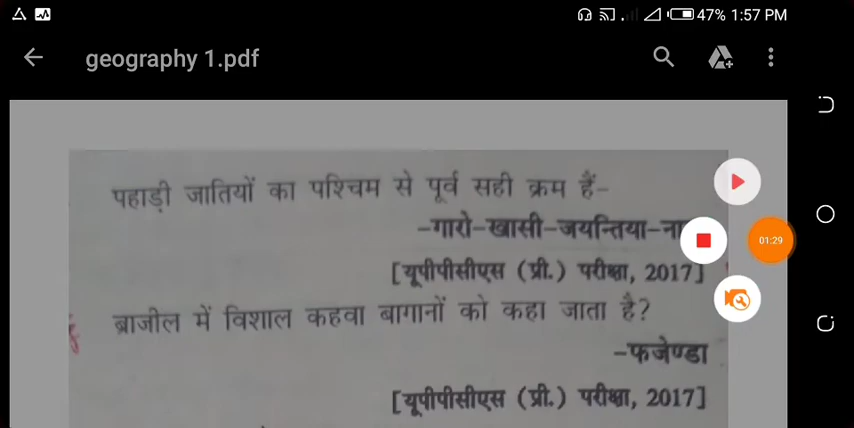 47% 1:57 PM
geography 1.pdf
पहाड़ी जातियों का पश्चिम से पूर्व सही क्रम हैं-
-गारो-खासी-जयन्तिया-ना
[यूपीपीसीएस (प्री.) परीक्षा, 2017]
01:29
ब्राजील में विशाल कहवा बागानों को कहा जाता है?
-फजेण्डा
[यूपीपीसीएस (प्री.) परीक्षा, 2017]